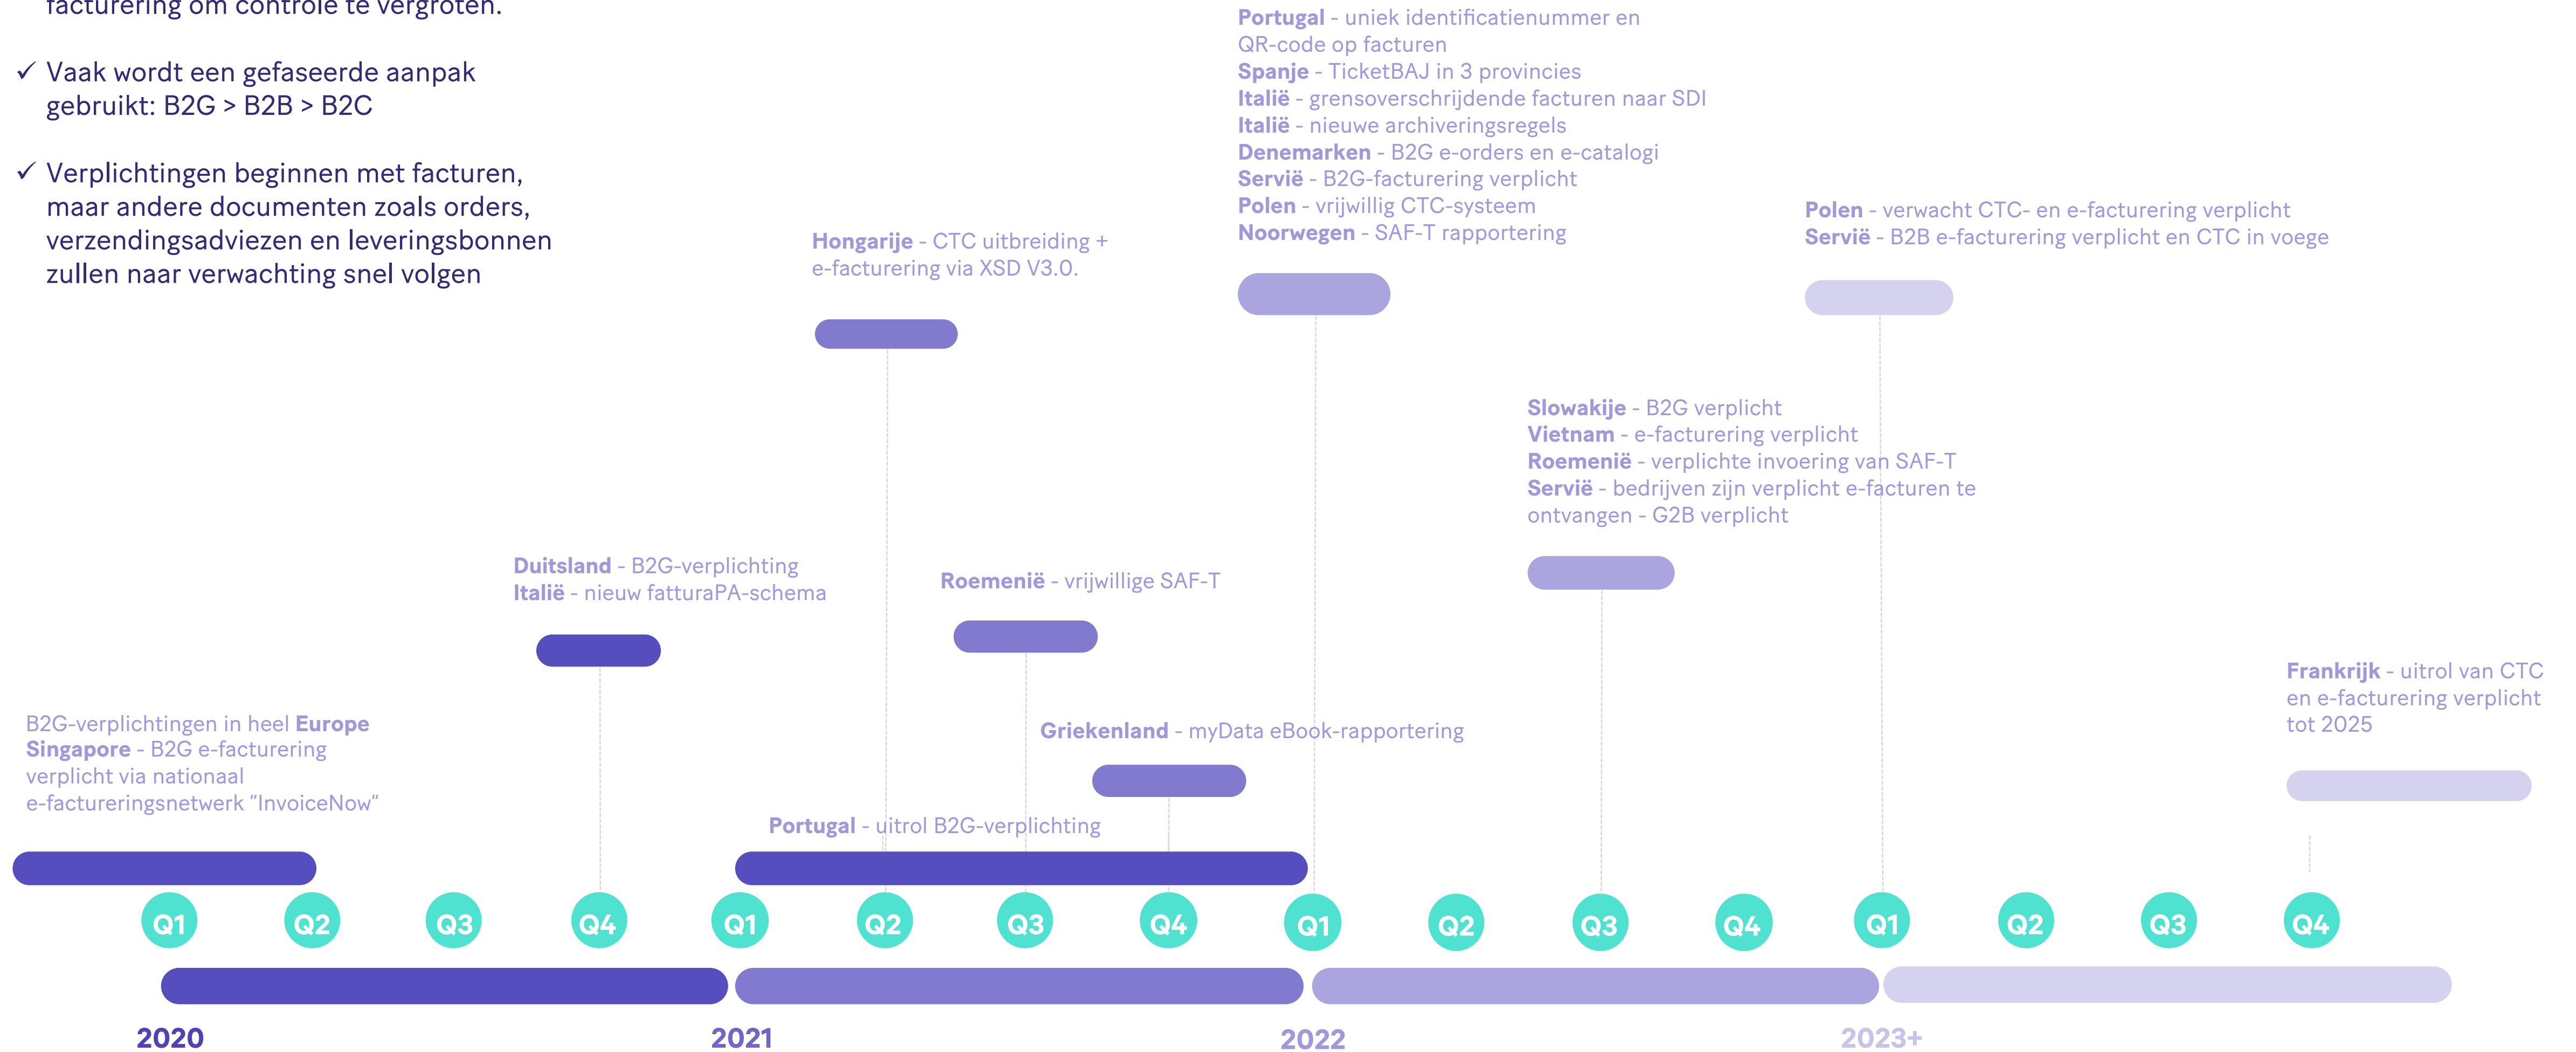 facturering om controle te vergroten.
✓ Vaak wordt een gefaseerde aanpak
gebruikt: B2G > B2B > B2C
✓ Verplichtingen beginnen met facturen,
maar andere documenten zoals orders,
verzendingsadviezen en leveringsbonnen
zullen naar verwachting snel volgen
B2G-verplichtingen in heel Europe
Singapore - B2G e-facturering
verplicht via nationaal
e-factureringsnetwerk "InvoiceNow"
Duitsland - B2G-verplichting
Italië - nieuw fatturaPA-schema
Hongarije - CTC uitbreiding +
e-facturering via XSD V3.0.
Roemenië - vrijwillige SAF-T
Griekenland - myData eBook-rapportering
Portugal - uitrol B2G-verplichting
Portugal - uniek identificatienummer en
QR-code op facturen
Spanje - TicketBAJ in 3 provincies
Italië - grensoverschrijdende facturen naar SDI
Italië - nieuwe archiveringsregels
Denemarken - B2G e-orders en e-catalogi
Servië - B2G-facturering verplicht
Polen - vrijwillig CTC-systeem
Noorwegen - SAF-T rapportering
Slowakije - B2G verplicht
Vietnam - e-facturering verplicht
Roemenië - verplichte invoering van SAF-T
Servië - bedrijven zijn verplicht e-facturen te
ontvangen - G2B verplicht
Polen - verwacht CTC- en e-facturering verplicht
Servië - B2B e-facturering verplicht en CTC in voege
Frankrijk - uitrol van CTC
en e-facturering verplicht
tot 2025
Q1 Q2 Q3 Q4 Q1 Q2 Q3 Q4 Q1 Q2 Q3 Q4 Q1 Q2 Q3 Q4
2020 2021 2022 2023+